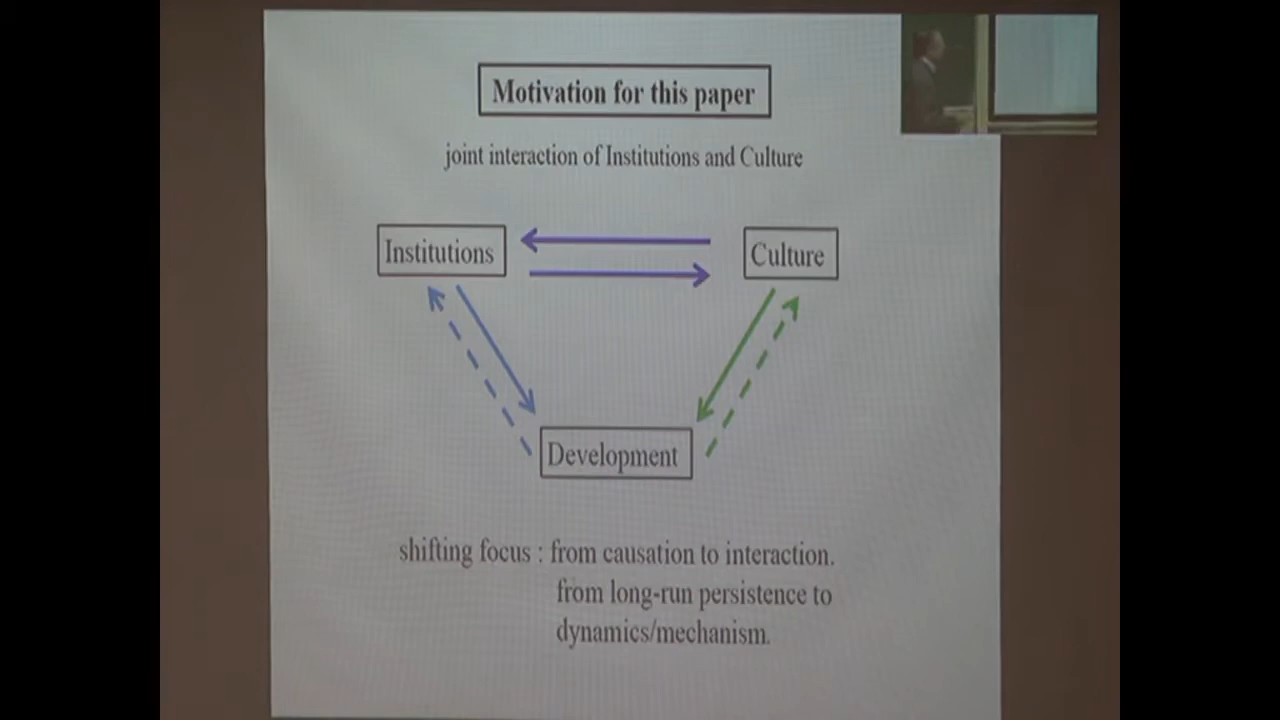 Motivation for this paper
joint interaction of Institutions and Culture
Institutions
Culture
Development
shifting focus : from causation to interaction.
from long-run persistence to
dynamics/mechanism.